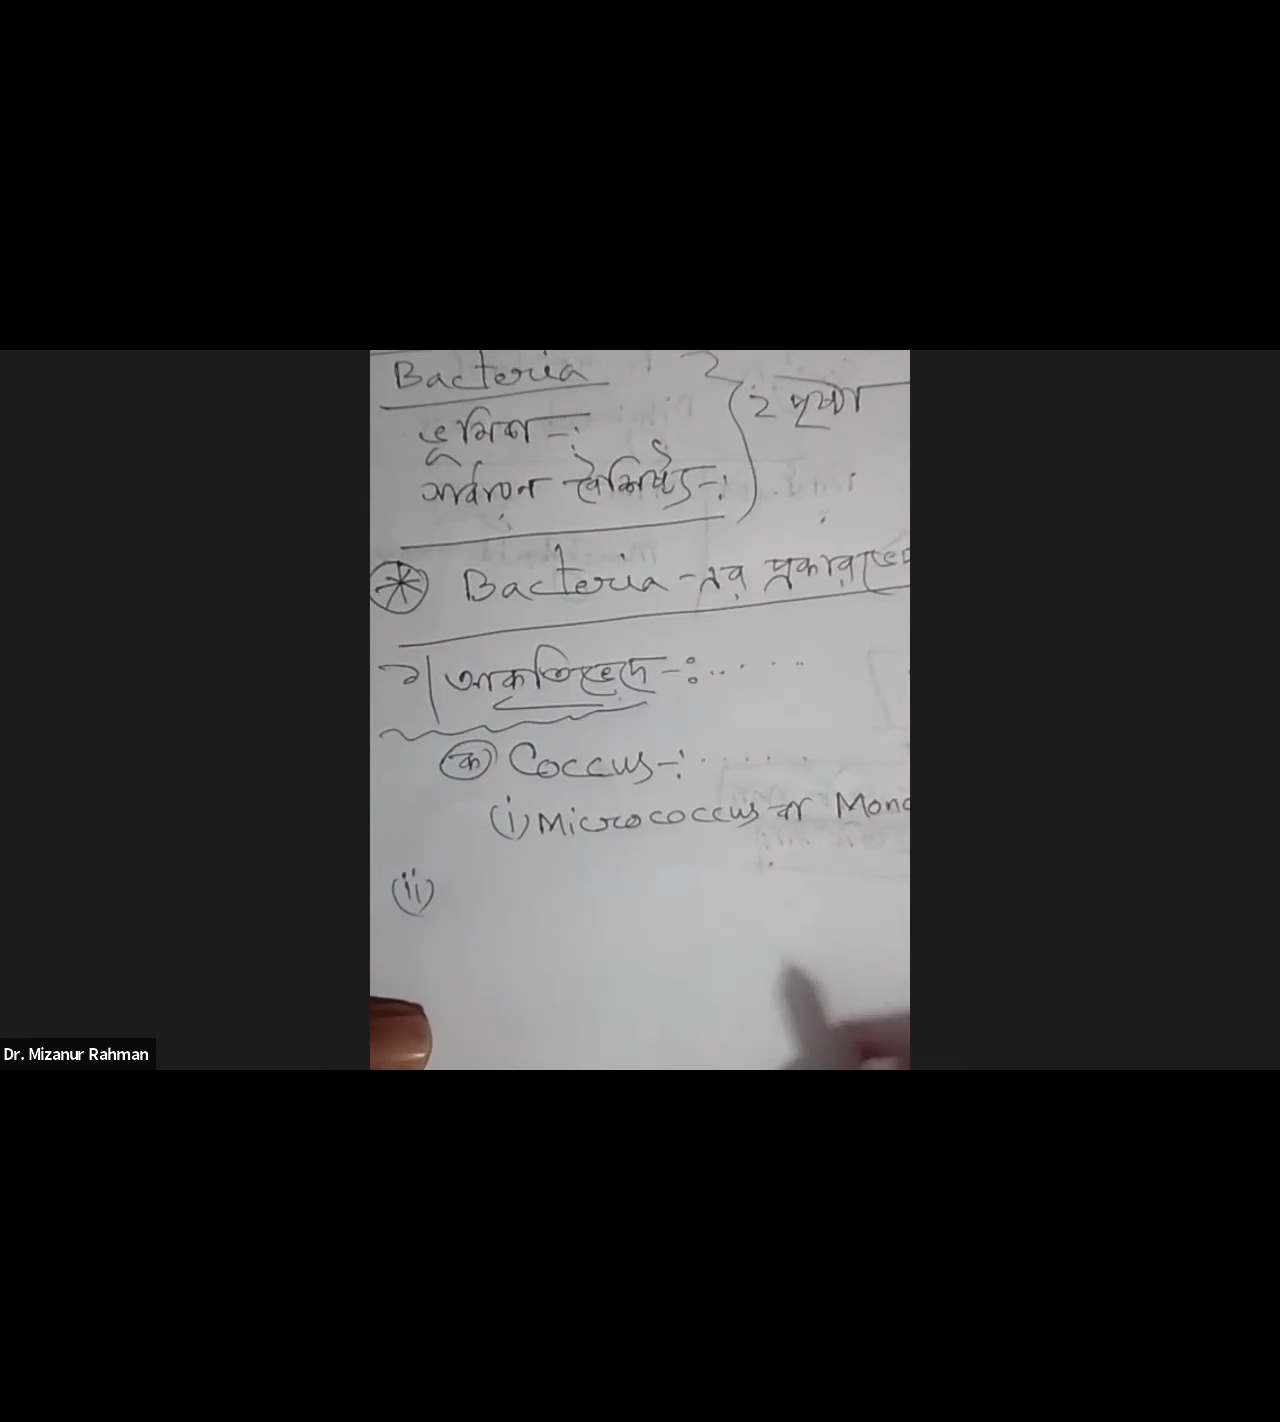 Bacteria
ভূমিকা-:
সাধারণ বৈশিষ্ট্য-:
২ পৃষ্ঠা
Bacteria-এর প্রকারভে
১| আকৃতিভেদে-:.....
ক Coccus-:.....
(i) Micrococcus বা Mono
(ii)
Dr. Mizanur Rahman